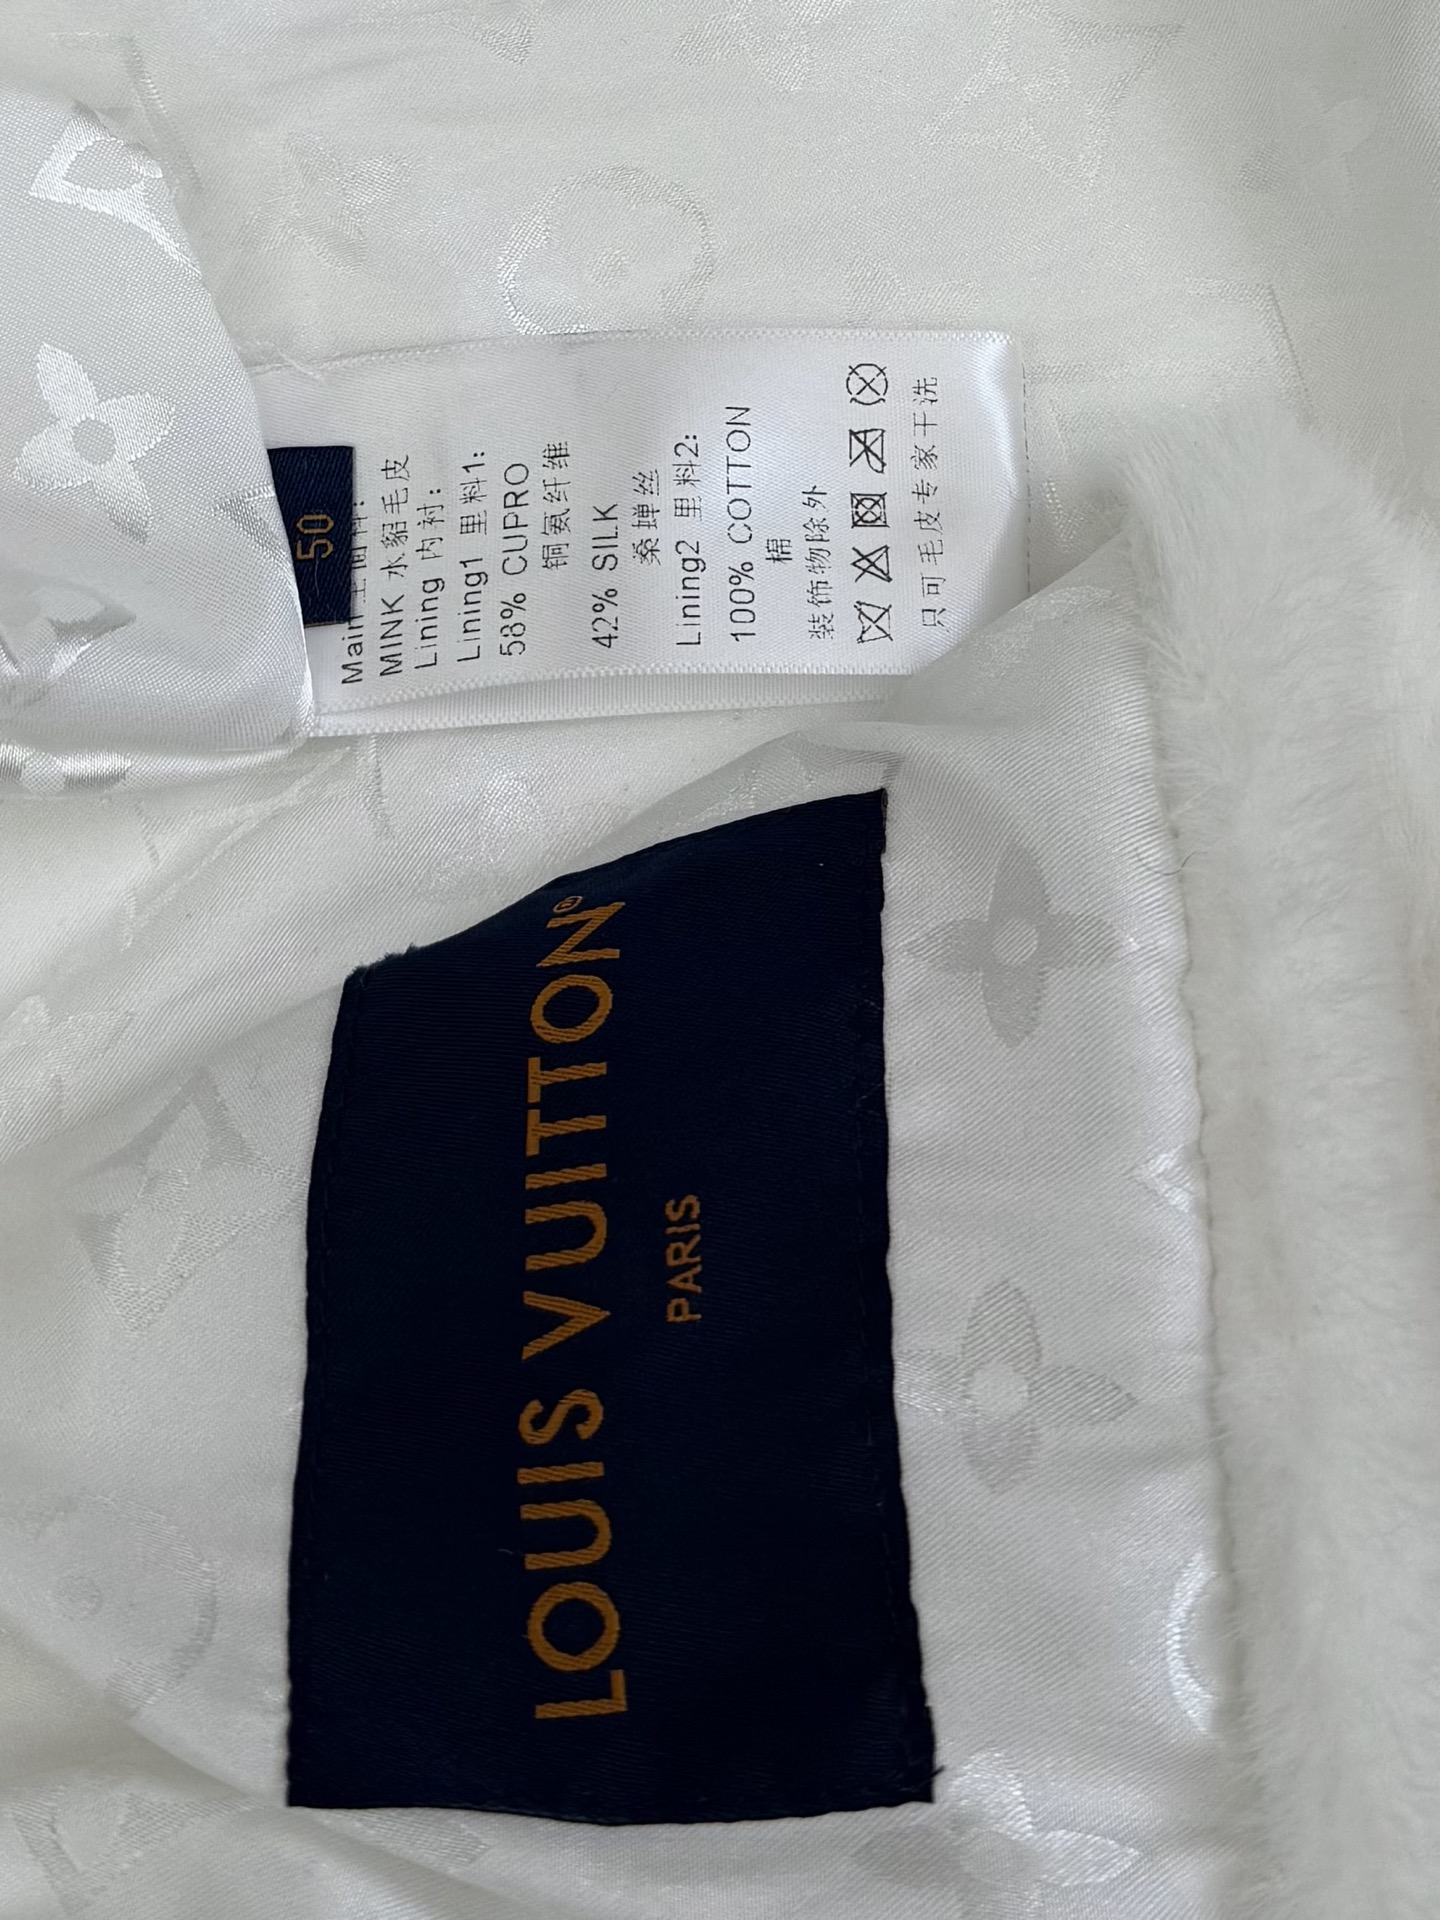 50
Main 主面料:
MINK 水貂毛皮
Lining 内衬:
Lining1 里料1:
58% CUPRO
铜氨纤维
42% SILK
桑蝉丝
Lining2 里料2:
100% COTTON
棉
装饰物除外
只可毛皮专家干洗
LOUIS VUITTON®
PARIS